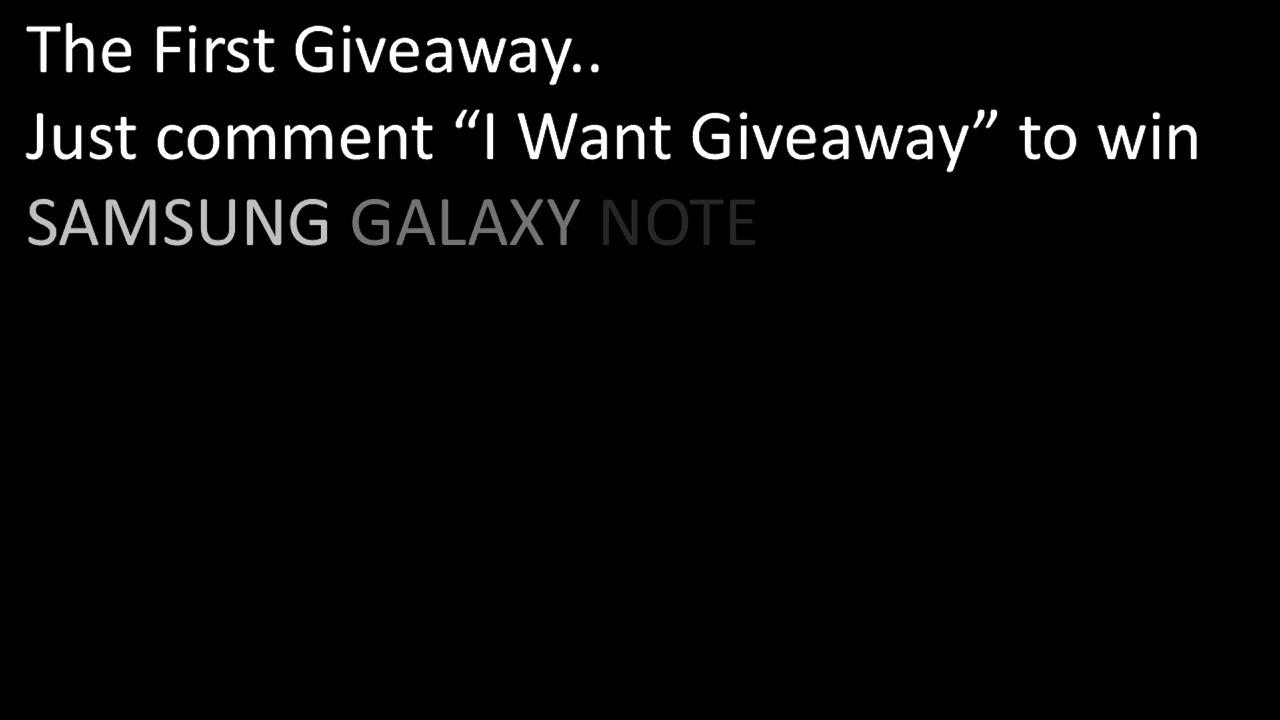 The First Giveaway..
Just comment “I Want Giveaway” to win
SAMSUNG GALAXY NOTE